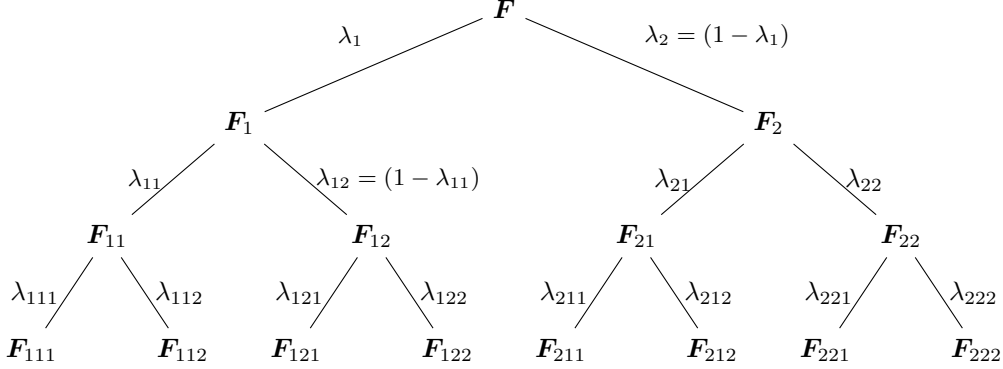 F
λ₁ λ₂ = (1 − λ₁)
F₁ F₂
λ₁₁ λ₁₂ = (1 − λ₁₁) λ₂₁ λ₂₂
F₁₁ F₁₂ F₂₁ F₂₂
λ₁₁₁ λ₁₁₂ λ₁₂₁ λ₁₂₂ λ₂₁₁ λ₂₁₂ λ₂₂₁ λ₂₂₂
F₁₁₁ F₁₁₂ F₁₂₁ F₁₂₂ F₂₁₁ F₂₁₂ F₂₂₁ F₂₂₂